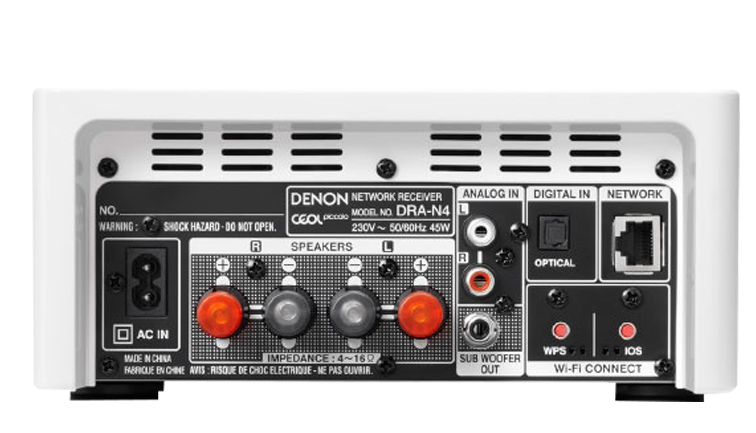 NO.
WARNING : SHOCK HAZARD - DO NOT OPEN.
DENON NETWORK RECEIVER
CEOL piccolo MODEL NO. DRA-N4
230V ~ 50/60Hz 45W
ANALOG IN
L
R
DIGITAL IN
OPTICAL
NETWORK
R SPEAKERS L
+ − − +
IMPEDANCE : 4~16Ω
AC IN
SUB WOOFER
OUT
WPS
iOS
Wi-Fi CONNECT
MADE IN CHINA
FABRIQUE EN CHINE
AVIS : RISQUE DE CHOC ELECTRIQUE - NE PAS OUVRIR.